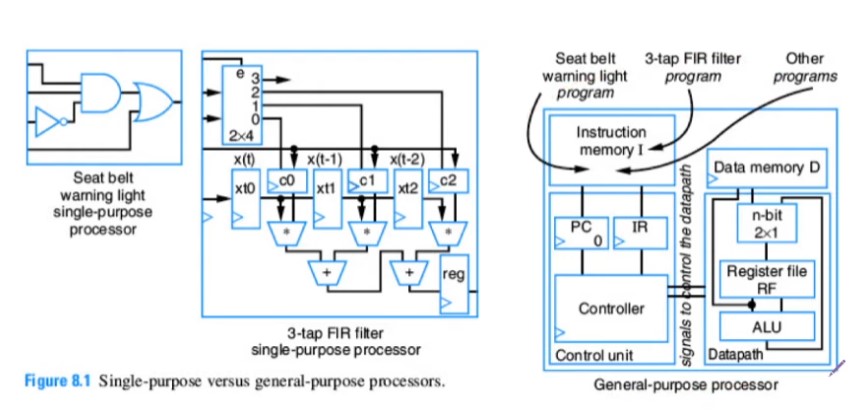 e
3
2
1
0
2×4
x(t) x(t-1) x(t-2)
xt0 c0 xt1 c1 xt2 c2
* * *
+ + reg
Seat belt
warning light
single-purpose
processor
3-tap FIR filter
single-purpose processor
Figure 8.1 Single-purpose versus general-purpose processors.
Seat belt
warning light
program
3-tap FIR filter
program
Other
programs
Instruction
memory I
PC
0
IR
Controller
Control unit
signals to control the datapath
Data memory D
n-bit
2×1
Register file
RF
ALU
Datapath
General-purpose processor